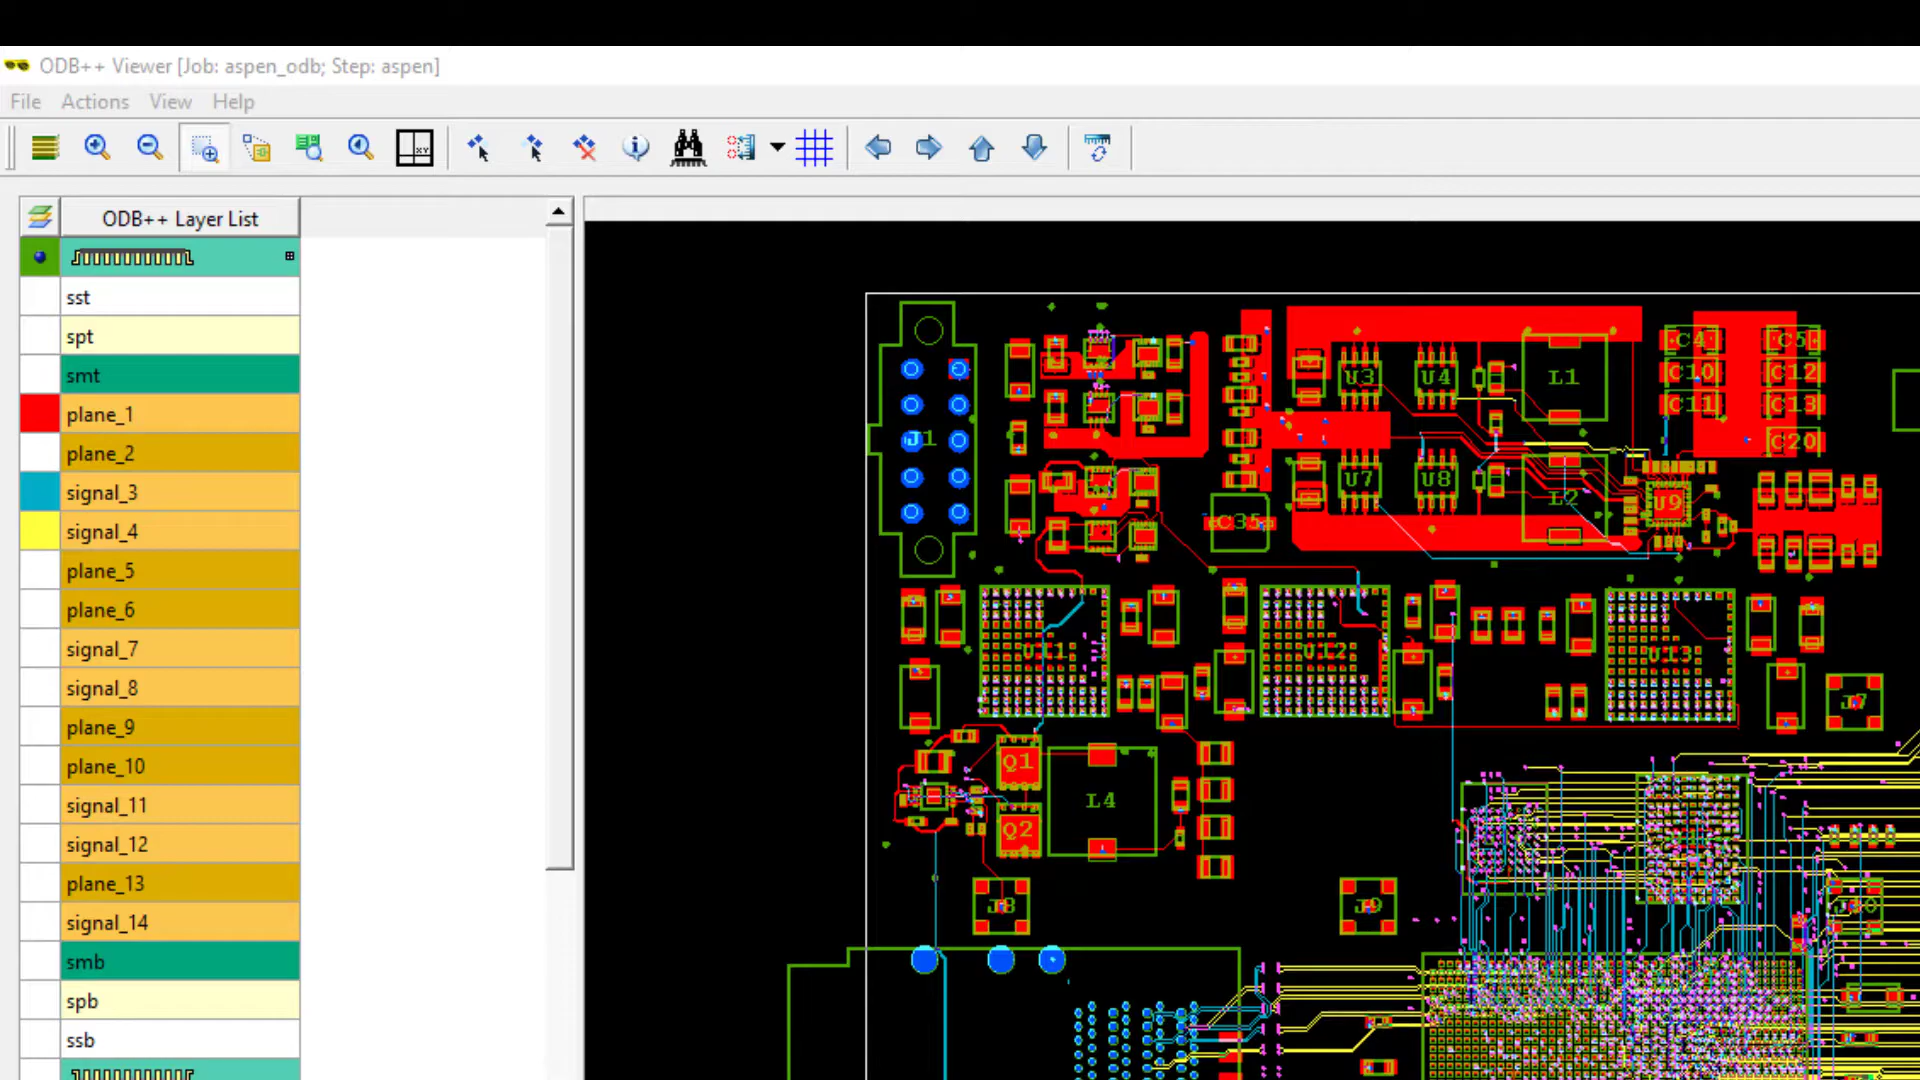 ODB++ Viewer [Job: aspen_odb; Step: aspen]
File Actions View Help
ODB++ Layer List
sst
spt
smt
plane_1
plane_2
signal_3
signal_4
plane_5
plane_6
signal_7
signal_8
plane_9
plane_10
signal_11
signal_12
plane_13
signal_14
smb
spb
ssb
J1
U3 U4 L1 C4 C5
C10 C12
C11 C13
C20
U7 U8 L2 U9
C35
U11 U12 U13
J7
Q1
L4
Q2
J8 J9